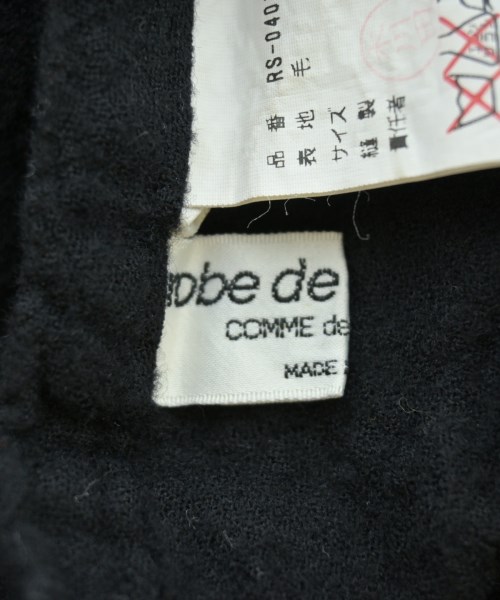 品番 RS-040
表地 毛
サイズ
縫製
責任者
obe de
COMME de
MADE